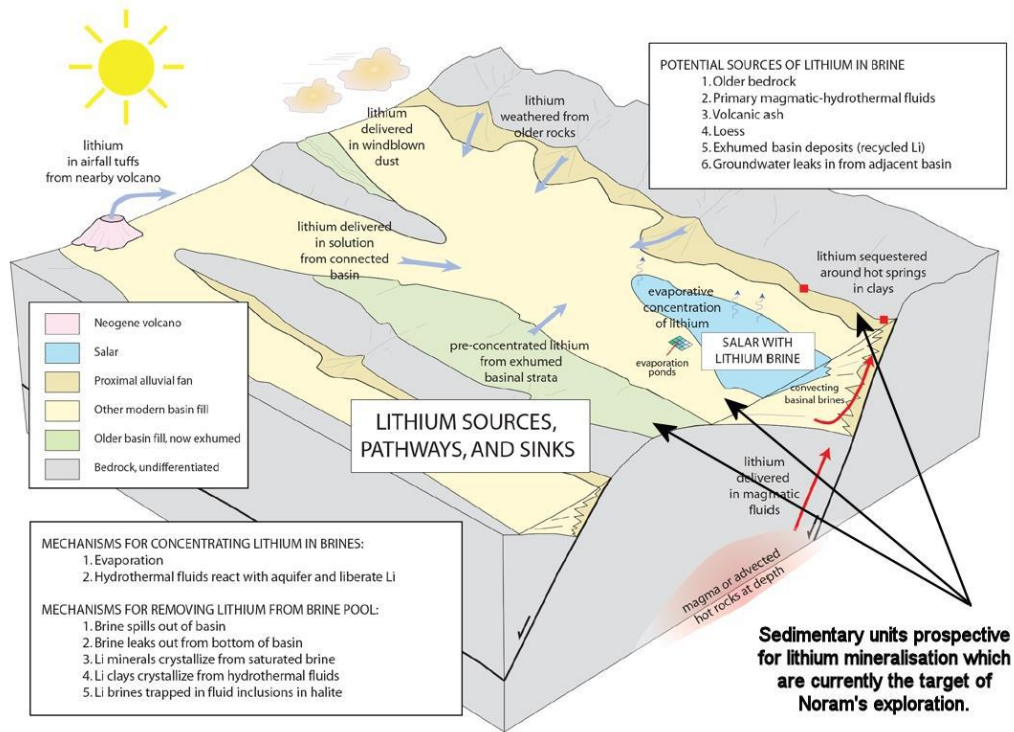 lithium
in airfall tuffs
from nearby volcano
lithium
delivered
in windblown
dust
lithium
weathered from
older rocks
POTENTIAL SOURCES OF LITHIUM IN BRINE
1. Older bedrock
2. Primary magmatic-hydrothermal fluids
3. Volcanic ash
4. Loess
5. Exhumed basin deposits (recycled Li)
6. Groundwater leaks in from adjacent basin
lithium delivered
in solution
from connected
basin
lithium sequestered
around hot springs
in clays
evaporative
concentration
of lithium
evaporation
ponds
SALAR WITH
LITHIUM BRINE
pre-concentrated lithium
from exhumed
basinal strata
convecting
basinal brines
Neogene volcano
Salar
Proximal alluvial fan
Other modern basin fill
Older basin fill, now exhumed
Bedrock, undifferentiated
LITHIUM SOURCES,
PATHWAYS, AND SINKS
lithium
delivered
in magmatic
fluids
magma or advected
hot rocks at depth
MECHANISMS FOR CONCENTRATING LITHIUM IN BRINES:
1. Evaporation
2. Hydrothermal fluids react with aquifer and liberate Li
MECHANISMS FOR REMOVING LITHIUM FROM BRINE POOL:
1. Brine spills out of basin
2. Brine leaks out from bottom of basin
3. Li minerals crystallize from saturated brine
4. Li clays crystallize from hydrothermal fluids
5. Li brines trapped in fluid inclusions in halite
Sedimentary units prospective
for lithium mineralisation which
are currently the target of
Noram's exploration.